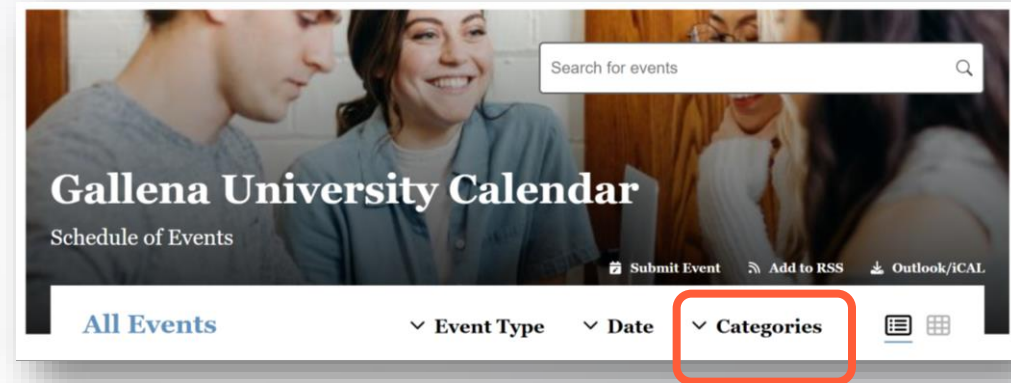 Search for events
Gallena University Calendar
Schedule of Events
Submit Event Add to RSS Outlook/iCAL
All Events Event Type Date Categories